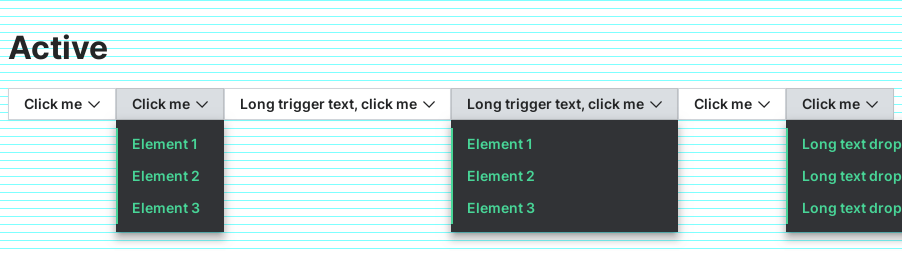 Active
Click me Click me Long trigger text, click me Long trigger text, click me Click me Click me
Element 1 Element 1 Long text drop
Element 2 Element 2 Long text drop
Element 3 Element 3 Long text drop